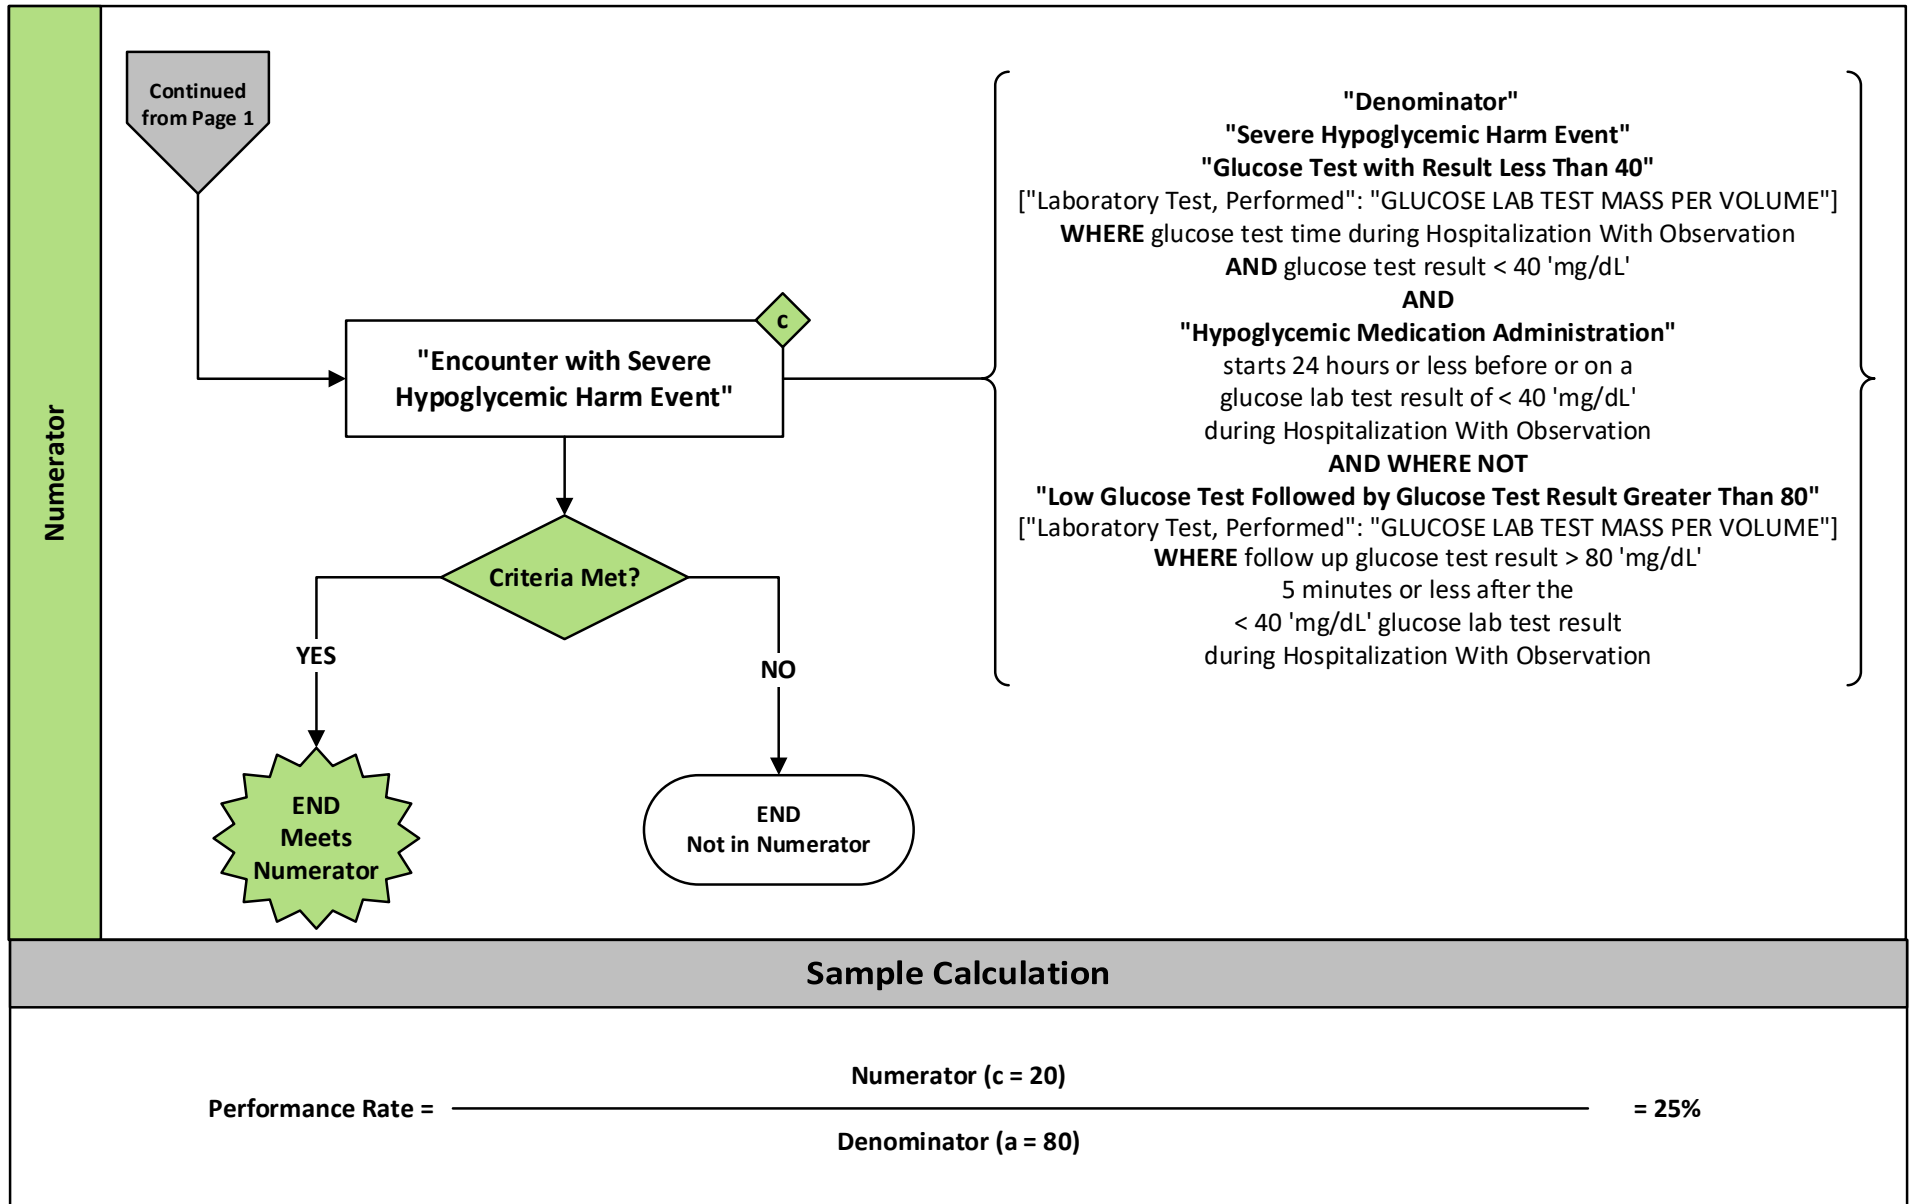 Numerator
Continued
from Page 1
"Encounter with Severe
Hypoglycemic Harm Event"
c
"Denominator"
"Severe Hypoglycemic Harm Event"
"Glucose Test with Result Less Than 40"
["Laboratory Test, Performed": "GLUCOSE LAB TEST MASS PER VOLUME"]
WHERE glucose test time during Hospitalization With Observation
AND glucose test result < 40 'mg/dL'
AND
"Hypoglycemic Medication Administration"
starts 24 hours or less before or on a
glucose lab test result of < 40 'mg/dL'
during Hospitalization With Observation
AND WHERE NOT
"Low Glucose Test Followed by Glucose Test Result Greater Than 80"
["Laboratory Test, Performed": "GLUCOSE LAB TEST MASS PER VOLUME"]
WHERE follow up glucose test result > 80 'mg/dL'
5 minutes or less after the
< 40 'mg/dL' glucose lab test result
during Hospitalization With Observation
Criteria Met?
YES
NO
END
Meets
Numerator
END
Not in Numerator
Sample Calculation
Numerator (c = 20)
Performance Rate = = 25%
Denominator (a = 80)